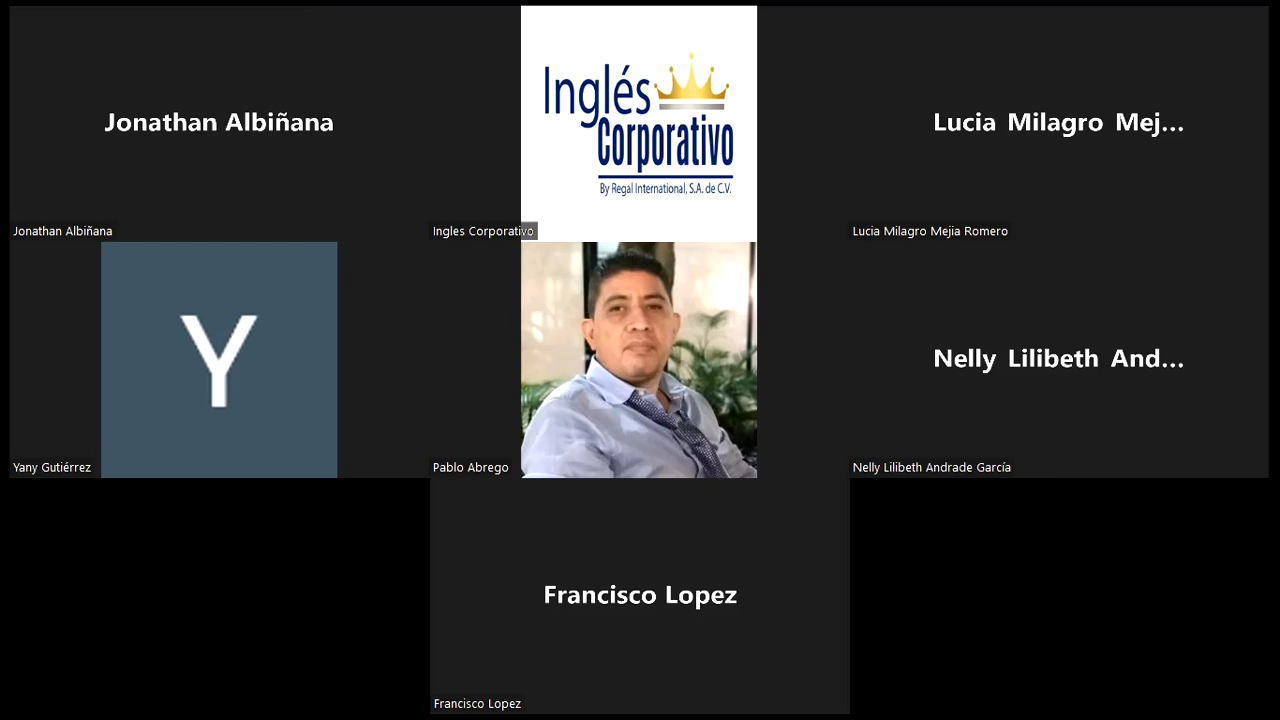 Jonathan Albiñana
Jonathan Albiñana
Inglés
Corporativo
By Regal International, S.A. de C.V.
Ingles Corporativo
Lucia Milagro Mej...
Lucia Milagro Mejia Romero
Y
Yany Gutiérrez
Pablo Abrego
Nelly Lilibeth And...
Nelly Lilibeth Andrade García
Francisco Lopez
Francisco Lopez